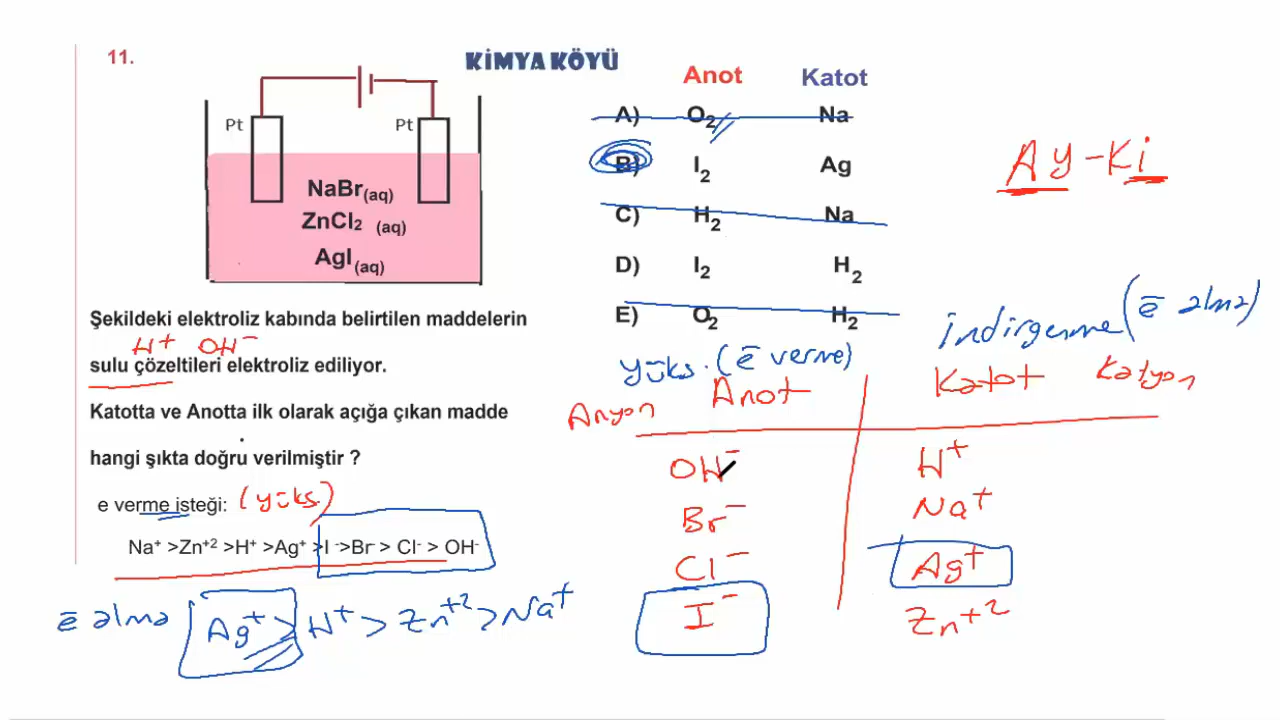 11.
KİMYA KÖYÜ
Pt Pt
NaBr(aq)
ZnCl2 (aq)
AgI(aq)
Şekildeki elektroliz kabında belirtilen maddelerin
H+ OH-
sulu çözeltileri elektroliz ediliyor.
Katotta ve Anotta ilk olarak açığa çıkan madde
hangi şıkta doğru verilmiştir ?
e verme isteği: (yüks.)
Na+ >Zn+2 >H+ >Ag+ >I ->Br- > Cl- > OH-
ē alma Ag+ > H+ > Zn+2 > Na+
Anot Katot
A) O2 Na
B) I2 Ag
C) H2 Na
D) I2 H2
E) O2 H2
Ay-Ki
yüks. (ē verme) indirgenme (ē alma)
Anyon Anot Katot Katyon
OH- H+
Br- Na+
Cl- Ag+
I- Zn+2